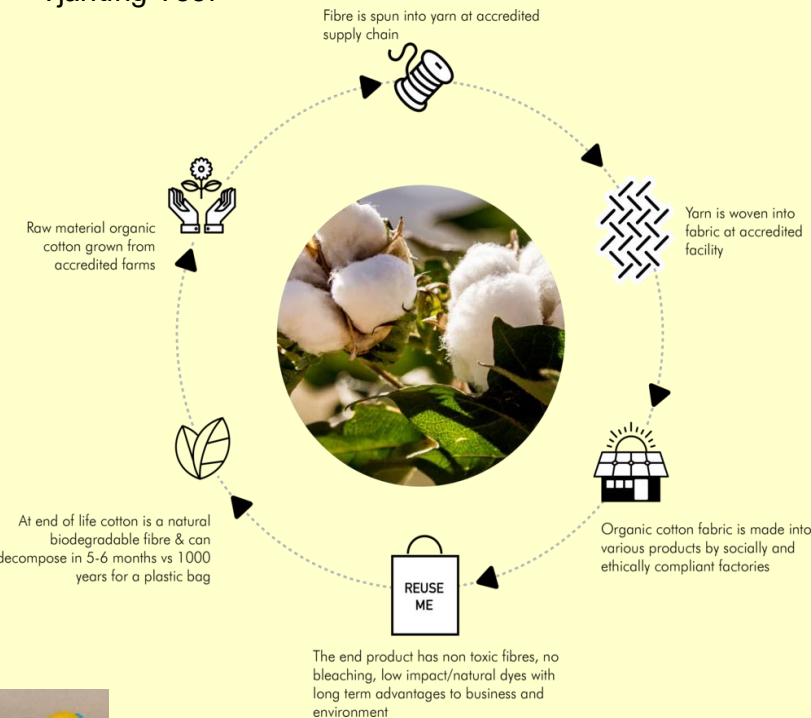 Tjanting Tool
Fibre is spun into yarn at accredited
supply chain
Yarn is woven into
fabric at accredited
facility
Raw material organic
cotton grown from
accredited farms
Organic cotton fabric is made into
various products by socially and
ethically compliant factories
REUSE
ME
The end product has non toxic fibres, no
bleaching, low impact/natural dyes with
long term advantages to business and
environment
At end of life cotton is a natural
biodegradable fibre & can
decompose in 5-6 months vs 1000
years for a plastic bag